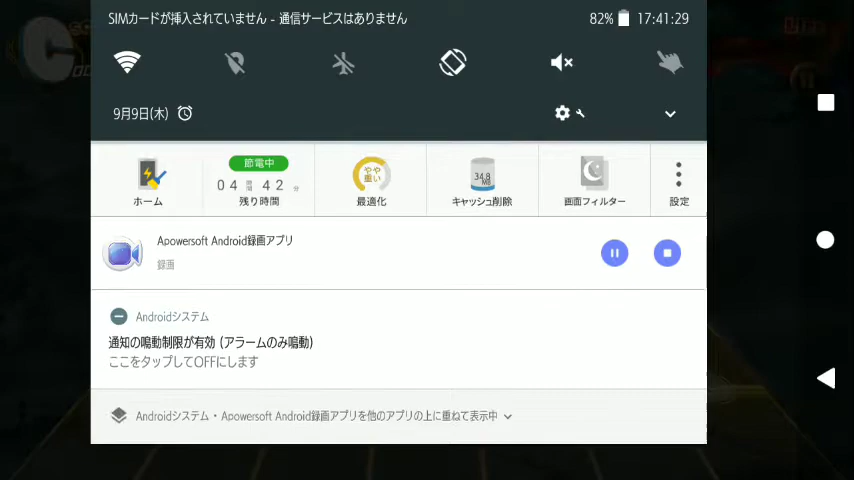 SIMカードが挿入されていません - 通信サービスはありません
82% 17:41:29
9月9日(木)
節電中
04時間42分
残り時間
ホーム
やや重い
最適化
34.8 MB
キャッシュ削除
画面フィルター
設定
Apowersoft Android録画アプリ
録画
Androidシステム
通知の鳴動制限が有効 (アラームのみ鳴動)
ここをタップしてOFFにします
Androidシステム・Apowersoft Android録画アプリを他のアプリの上に重ねて表示中